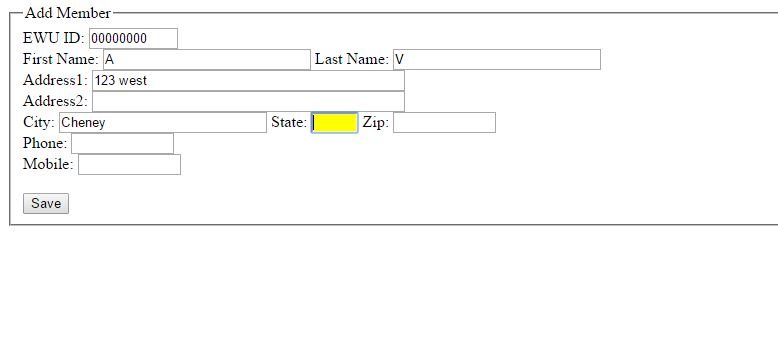 Add Member
EWU ID: 00000000
First Name: A Last Name: V
Address1: 123 west
Address2:
City: Cheney State: Zip:
Phone:
Mobile:
Save